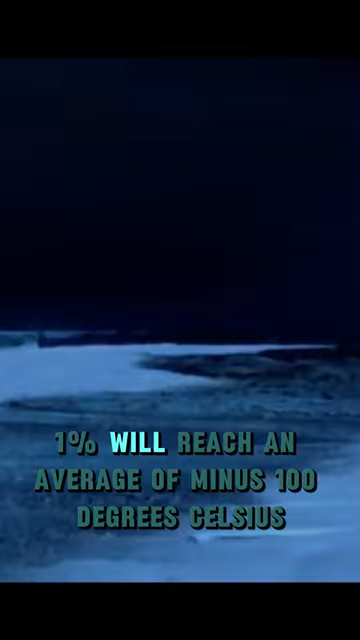 1% WILL REACH AN
AVERAGE OF MINUS 100
DEGREES CELSIUS